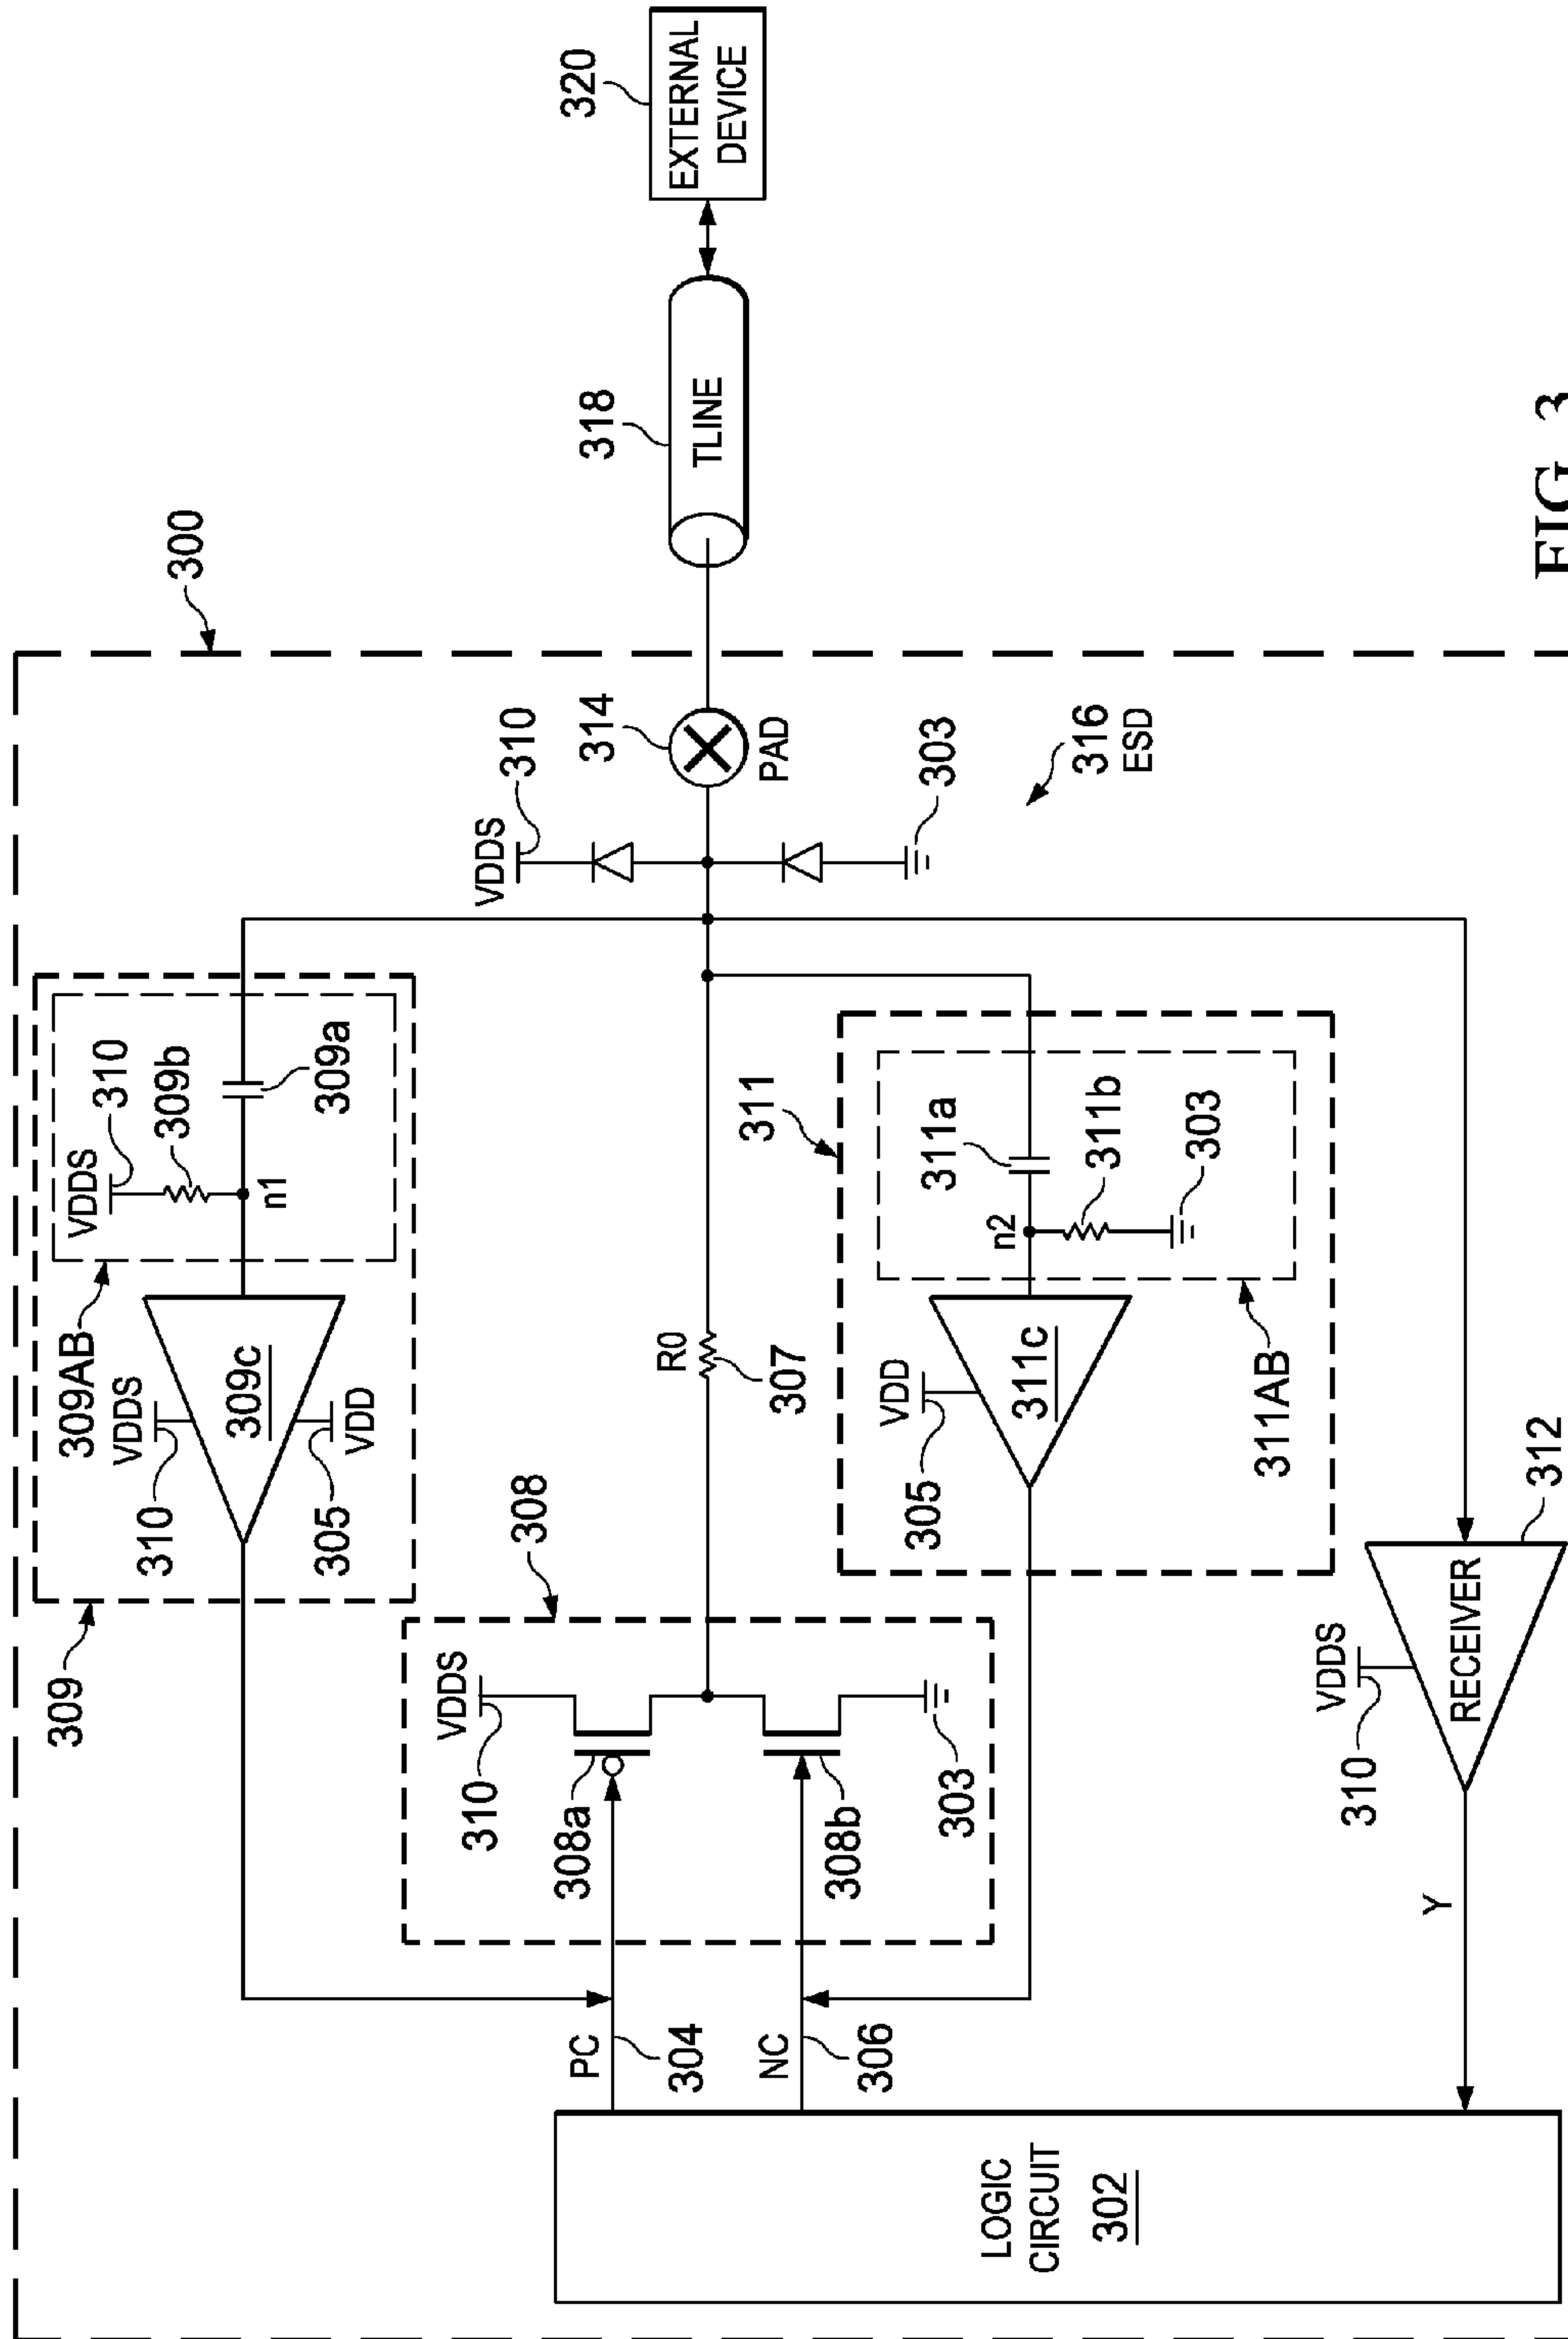 300
309
309AB
VDDS
310
309b
309a
n1
VDDS
310
309c
305
VDD
308
VDDS
310
308a
308b
303
PC
304
NC
306
LOGIC
CIRCUIT
302
R0
307
311
311a
n2
311b
303
311AB
VDD
305
311c
VDDS
310
RECEIVER
312
Y
VDDS
310
314
PAD
303
316
ESD
318
TLINE
320
EXTERNAL
DEVICE